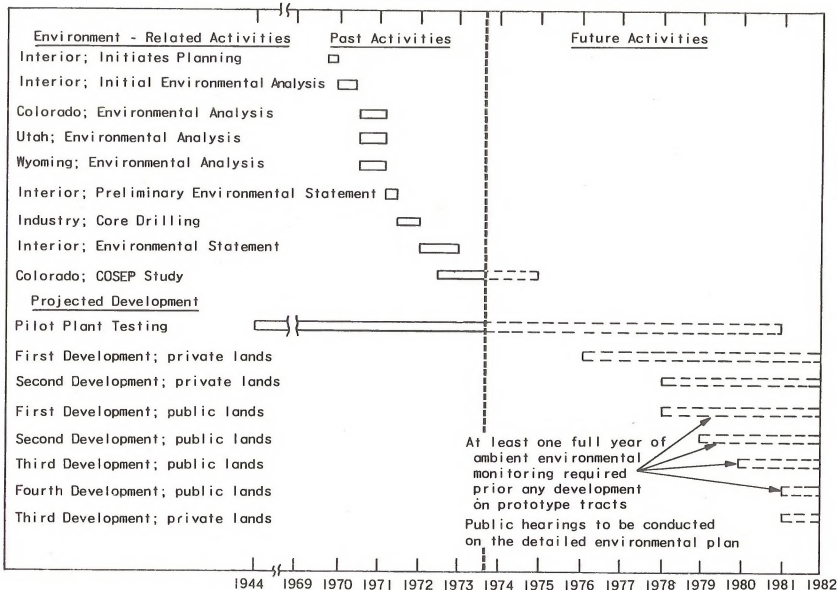 Environment - Related Activities Past Activities Future Activities
Interior; Initiates Planning
Interior; Initial Environmental Analysis
Colorado; Environmental Analysis
Utah; Environmental Analysis
Wyoming; Environmental Analysis
Interior; Preliminary Environmental Statement
Industry; Core Drilling
Interior; Environmental Statement
Colorado; COSEP Study
Projected Development
Pilot Plant Testing
First Development; private lands
Second Development; private lands
First Development; public lands
Second Development; public lands
Third Development; public lands
Fourth Development; public lands
Third Development; private lands
At least one full year of
ambient environmental
monitoring required
prior any development
on prototype tracts
Public hearings to be conducted
on the detailed environmental plan
1944 1969 1970 1971 1972 1973 1974 1975 1976 1977 1978 1979 1980 1981 1982